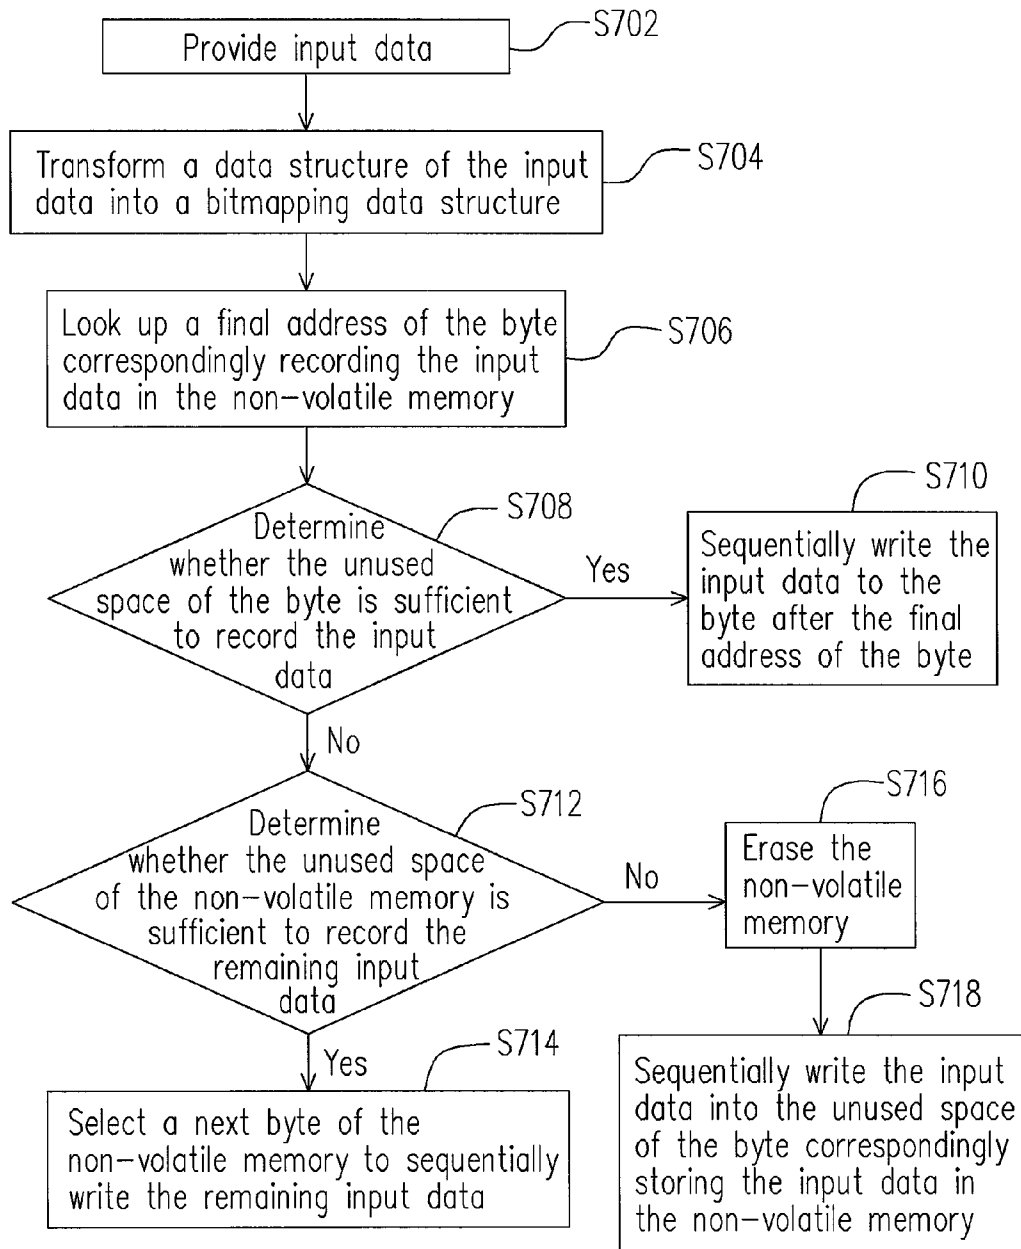 S702
Provide input data
S704
Transform a data structure of the input
data into a bitmapping data structure
S706
Look up a final address of the byte
correspondingly recording the input
data in the non-volatile memory
S708
Determine
whether the unused
space of the byte is sufficient
to record the input
data
Yes
S710
Sequentially write the
input data to the
byte after the final
address of the byte
No
S712
Determine
whether the unused space
of the non-volatile memory is
sufficient to record the
remaining input
data
No
S716
Erase the
non-volatile
memory
Yes
S714
Select a next byte of the
non-volatile memory to sequentially
write the remaining input data
S718
Sequentially write the input
data into the unused space
of the byte correspondingly
storing the input data in
the non-volatile memory